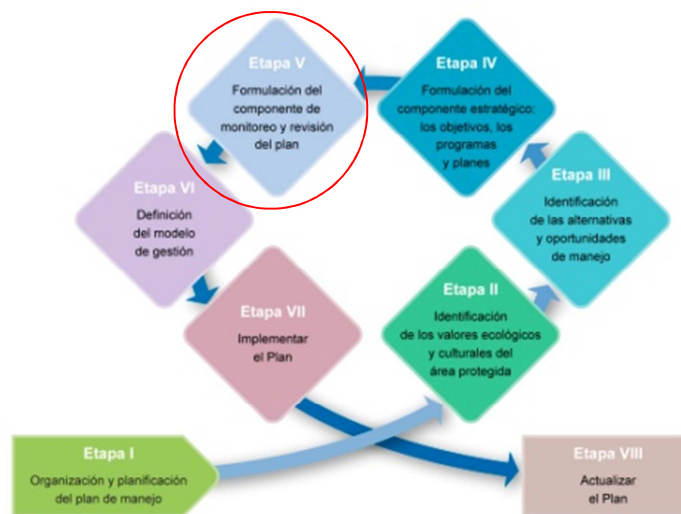 Etapa V
Formulación del
componente de
monitoreo y revisión
del plan
Etapa IV
Formulación del
componente estratégico:
los objetivos, los
programas
y planes
Etapa VI
Definición
del modelo
de gestión
Etapa III
Identificación
de las alternativas
y oportunidades
de manejo
Etapa VII
Implementar
el Plan
Etapa II
Identificación
de los valores ecológicos
y culturales del
área protegida
Etapa I
Organización y planificación
del plan de manejo
Etapa VIII
Actualizar
el Plan